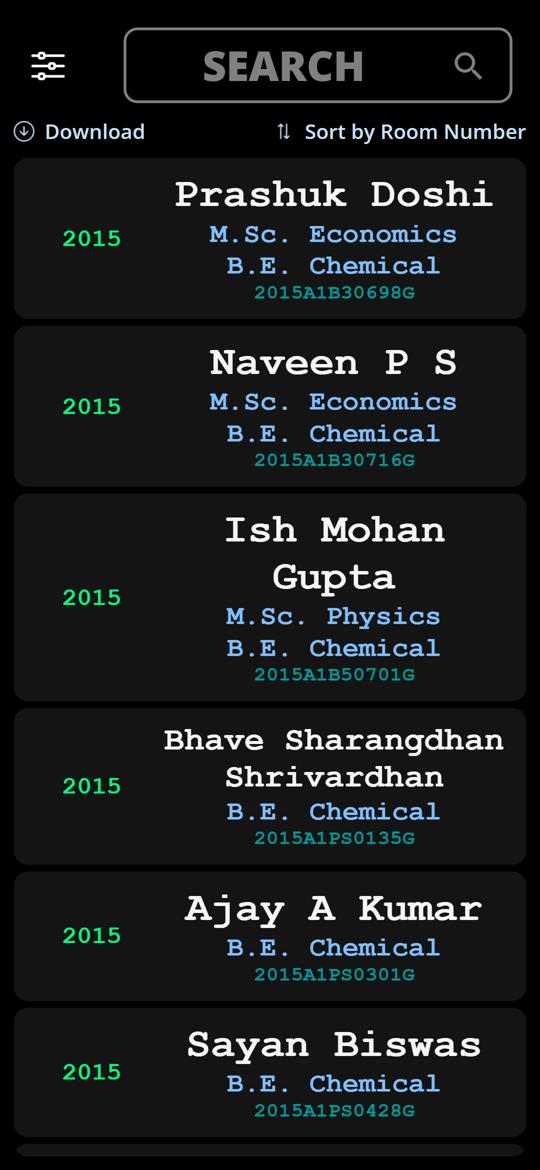 SEARCH
Download
Sort by Room Number
2015
Prashuk Doshi
M.Sc. Economics
B.E. Chemical
2015A1B30698G
2015
Naveen P S
M.Sc. Economics
B.E. Chemical
2015A1B30716G
2015
Ish Mohan
Gupta
M.Sc. Physics
B.E. Chemical
2015A1B50701G
2015
Bhave Sharangdhan
Shrivardhan
B.E. Chemical
2015A1PS0135G
2015
Ajay A Kumar
B.E. Chemical
2015A1PS0301G
2015
Sayan Biswas
B.E. Chemical
2015A1PS0428G